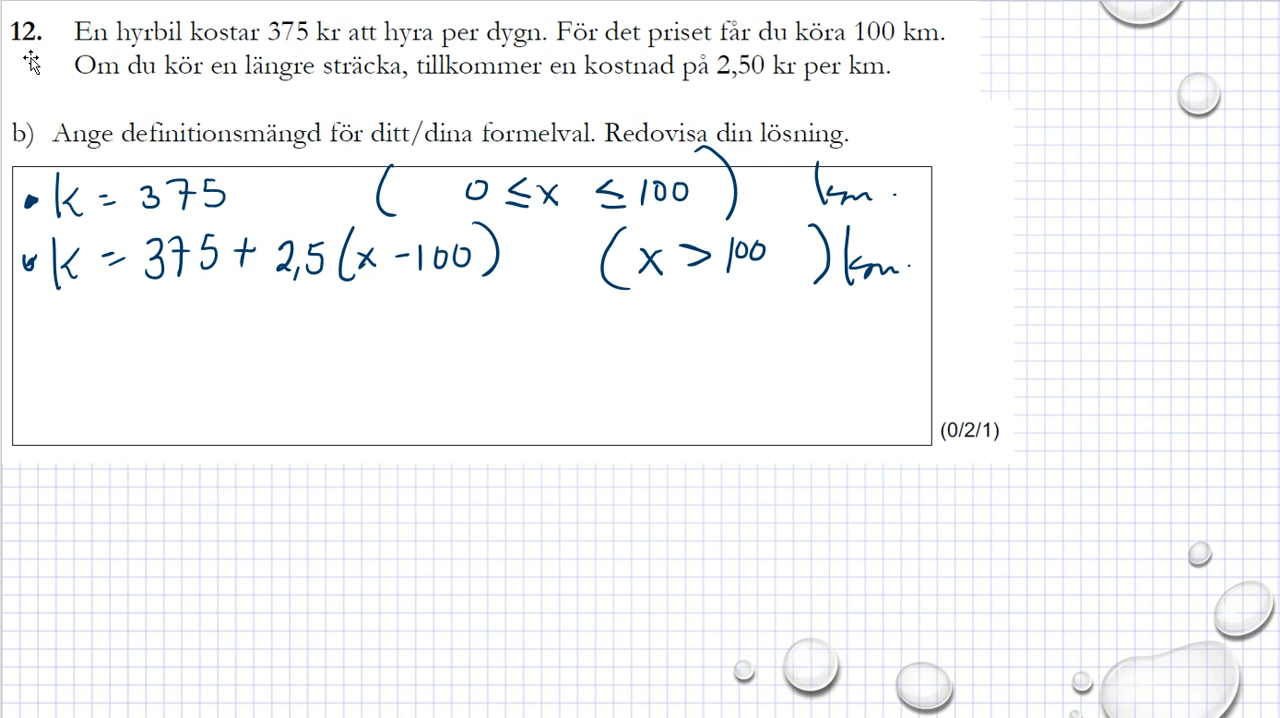 12. En hyrbil kostar 375 kr att hyra per dygn. För det priset får du köra 100 km.
Om du kör en längre sträcka, tillkommer en kostnad på 2,50 kr per km.
b) Ange definitionsmängd för ditt/dina formelval. Redovisa din lösning.
• K = 375 ( 0 ≤ x ≤ 100 ) km.
• K = 375 + 2,5 (x - 100) (x > 100 ) km.
(0/2/1)